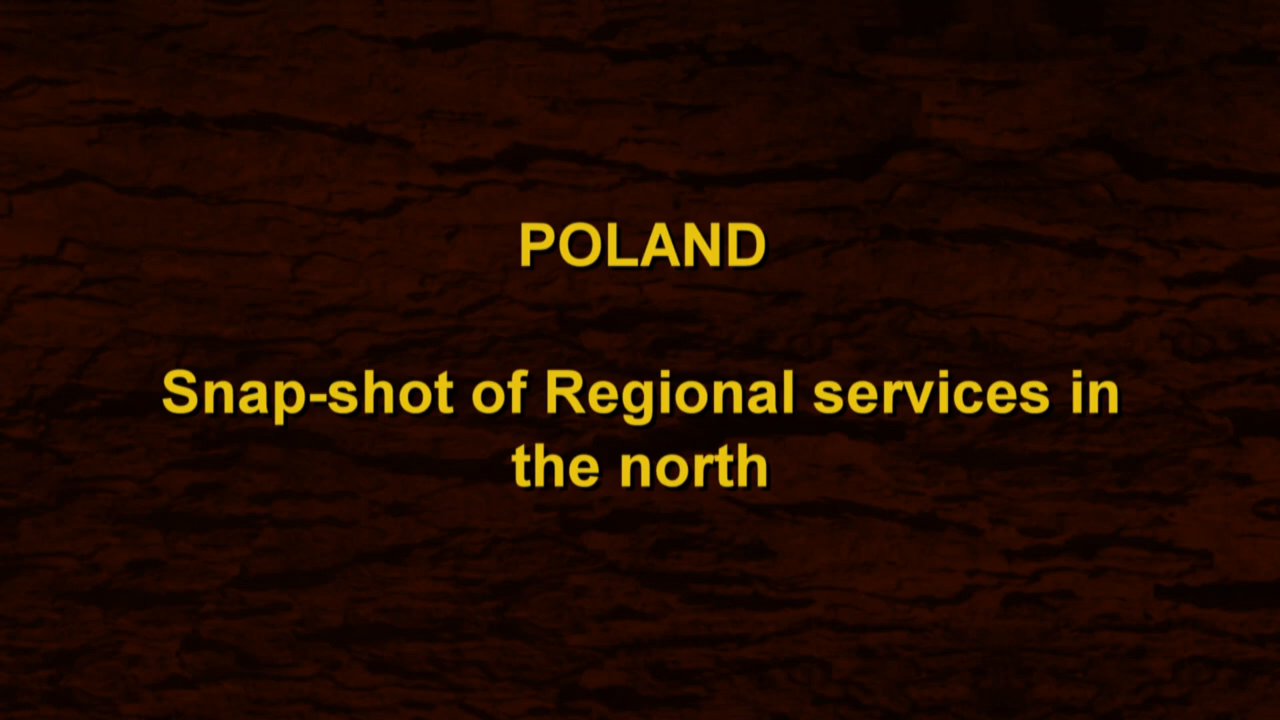 POLAND
Snap-shot of Regional services in
the north